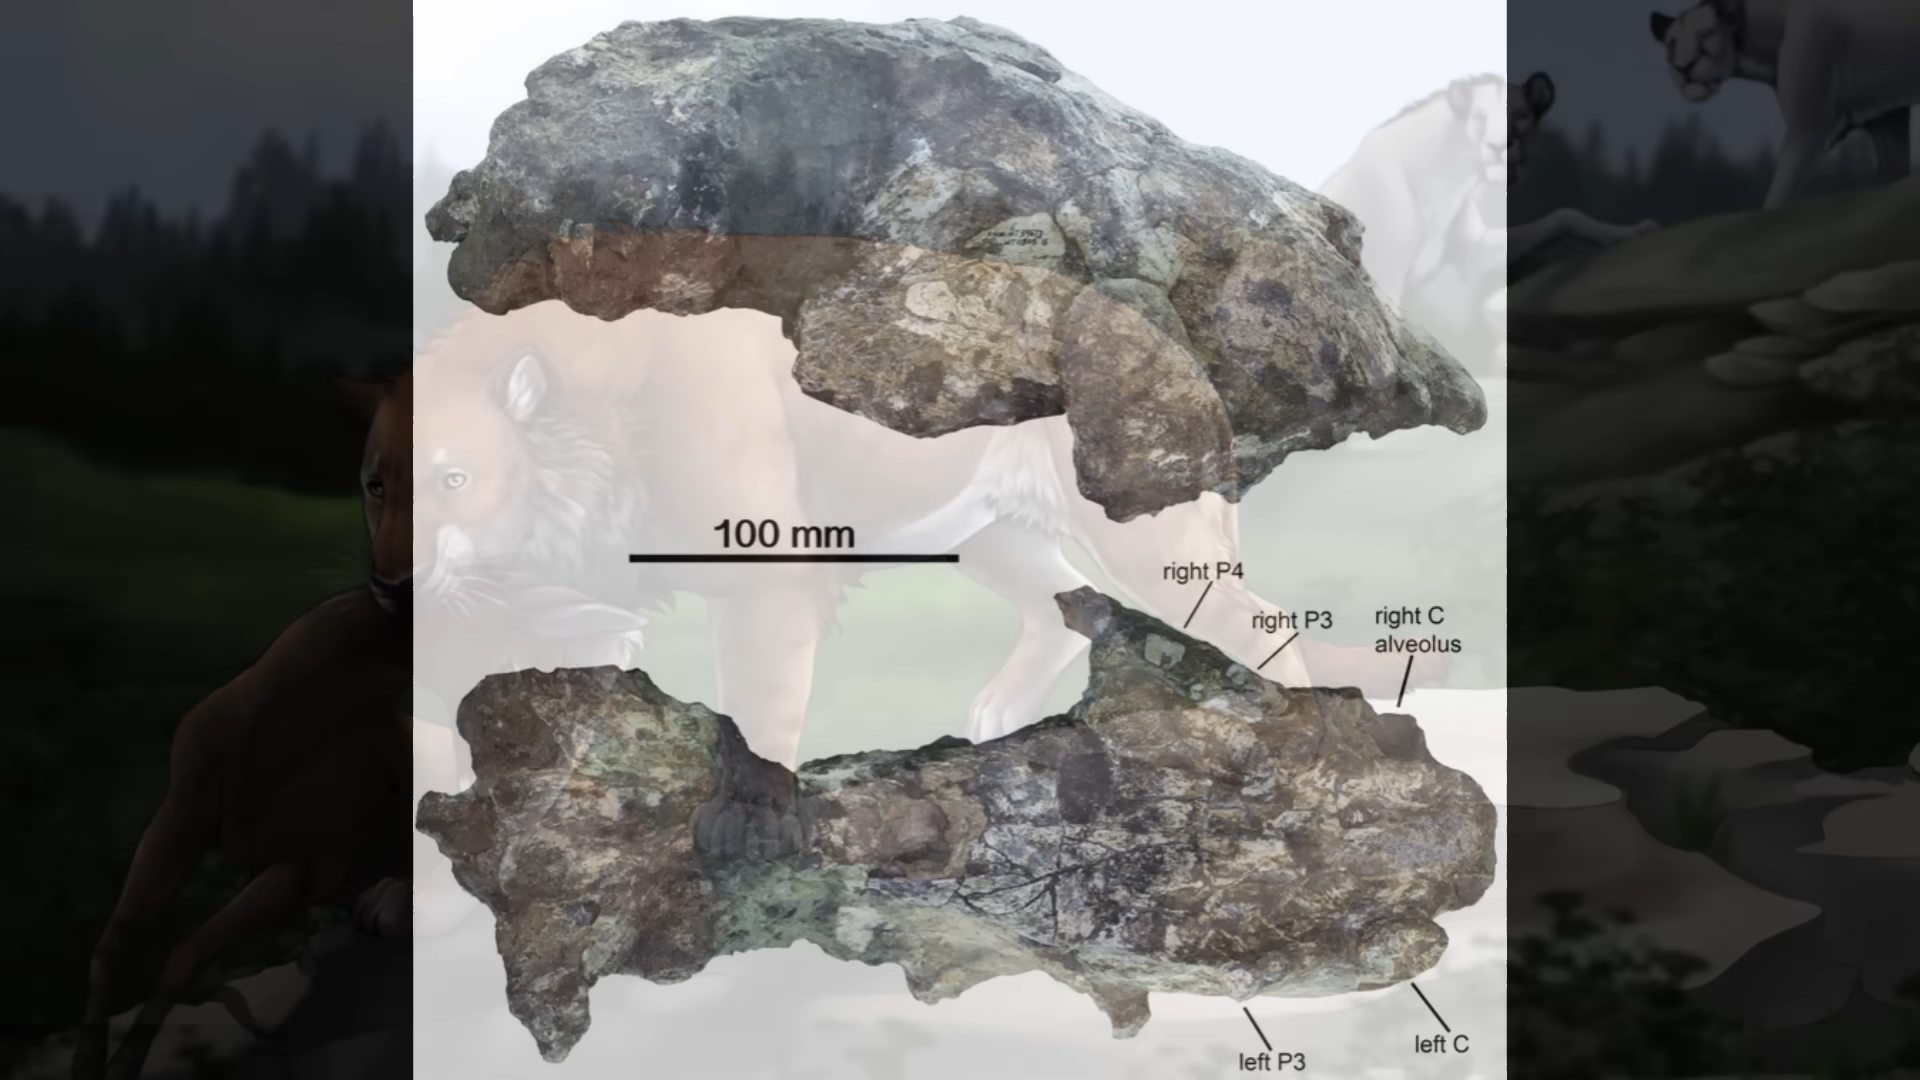 100 mm
right P4
right P3
right C
alveolus
left C
left P3